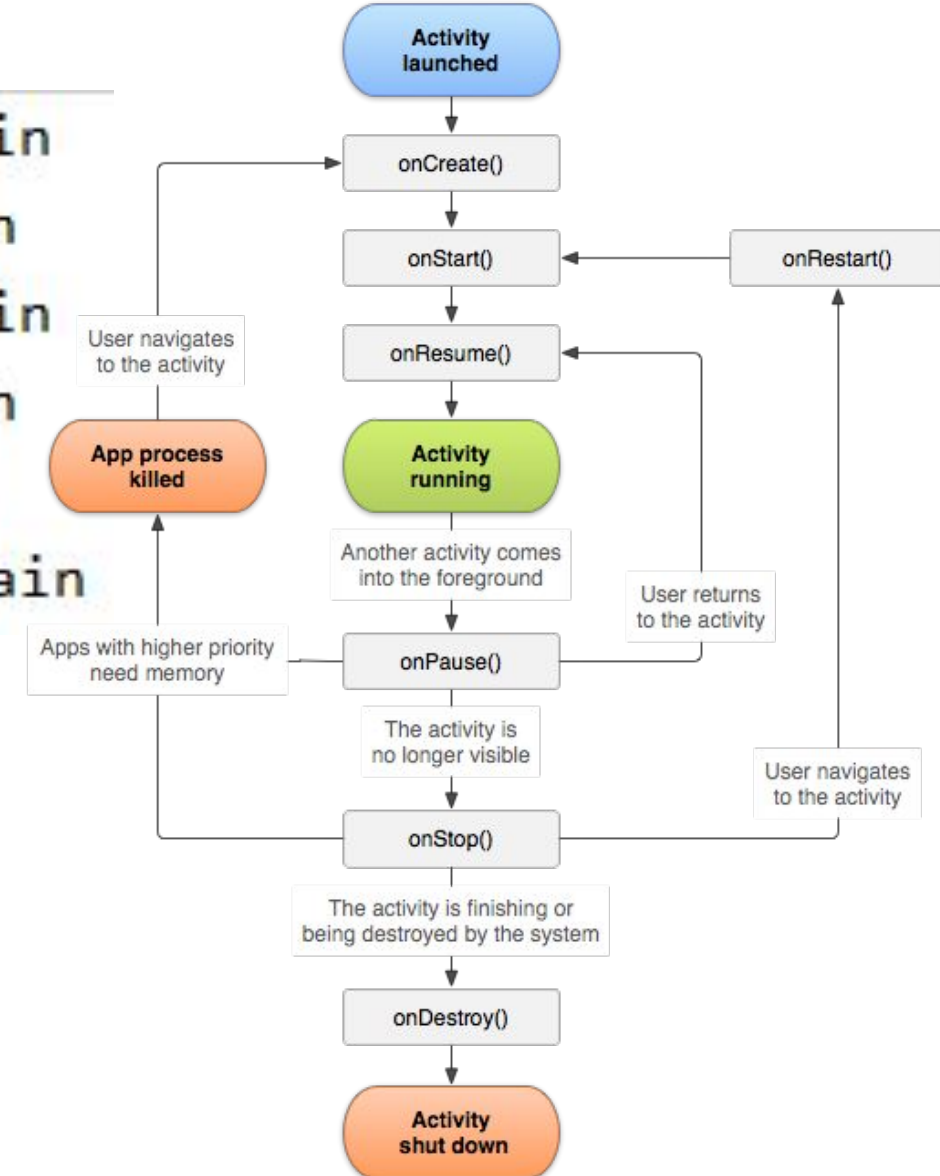 Activity
launched
in
onCreate()
n
onStart()
onRestart()
in
User navigates
to the activity
onResume()
n
App process
killed
Activity
running
Another activity comes
into the foreground
ain
User returns
to the activity
Apps with higher priority
need memory
onPause()
The activity is
no longer visible
User navigates
to the activity
onStop()
The activity is finishing or
being destroyed by the system
onDestroy()
Activity
shut down